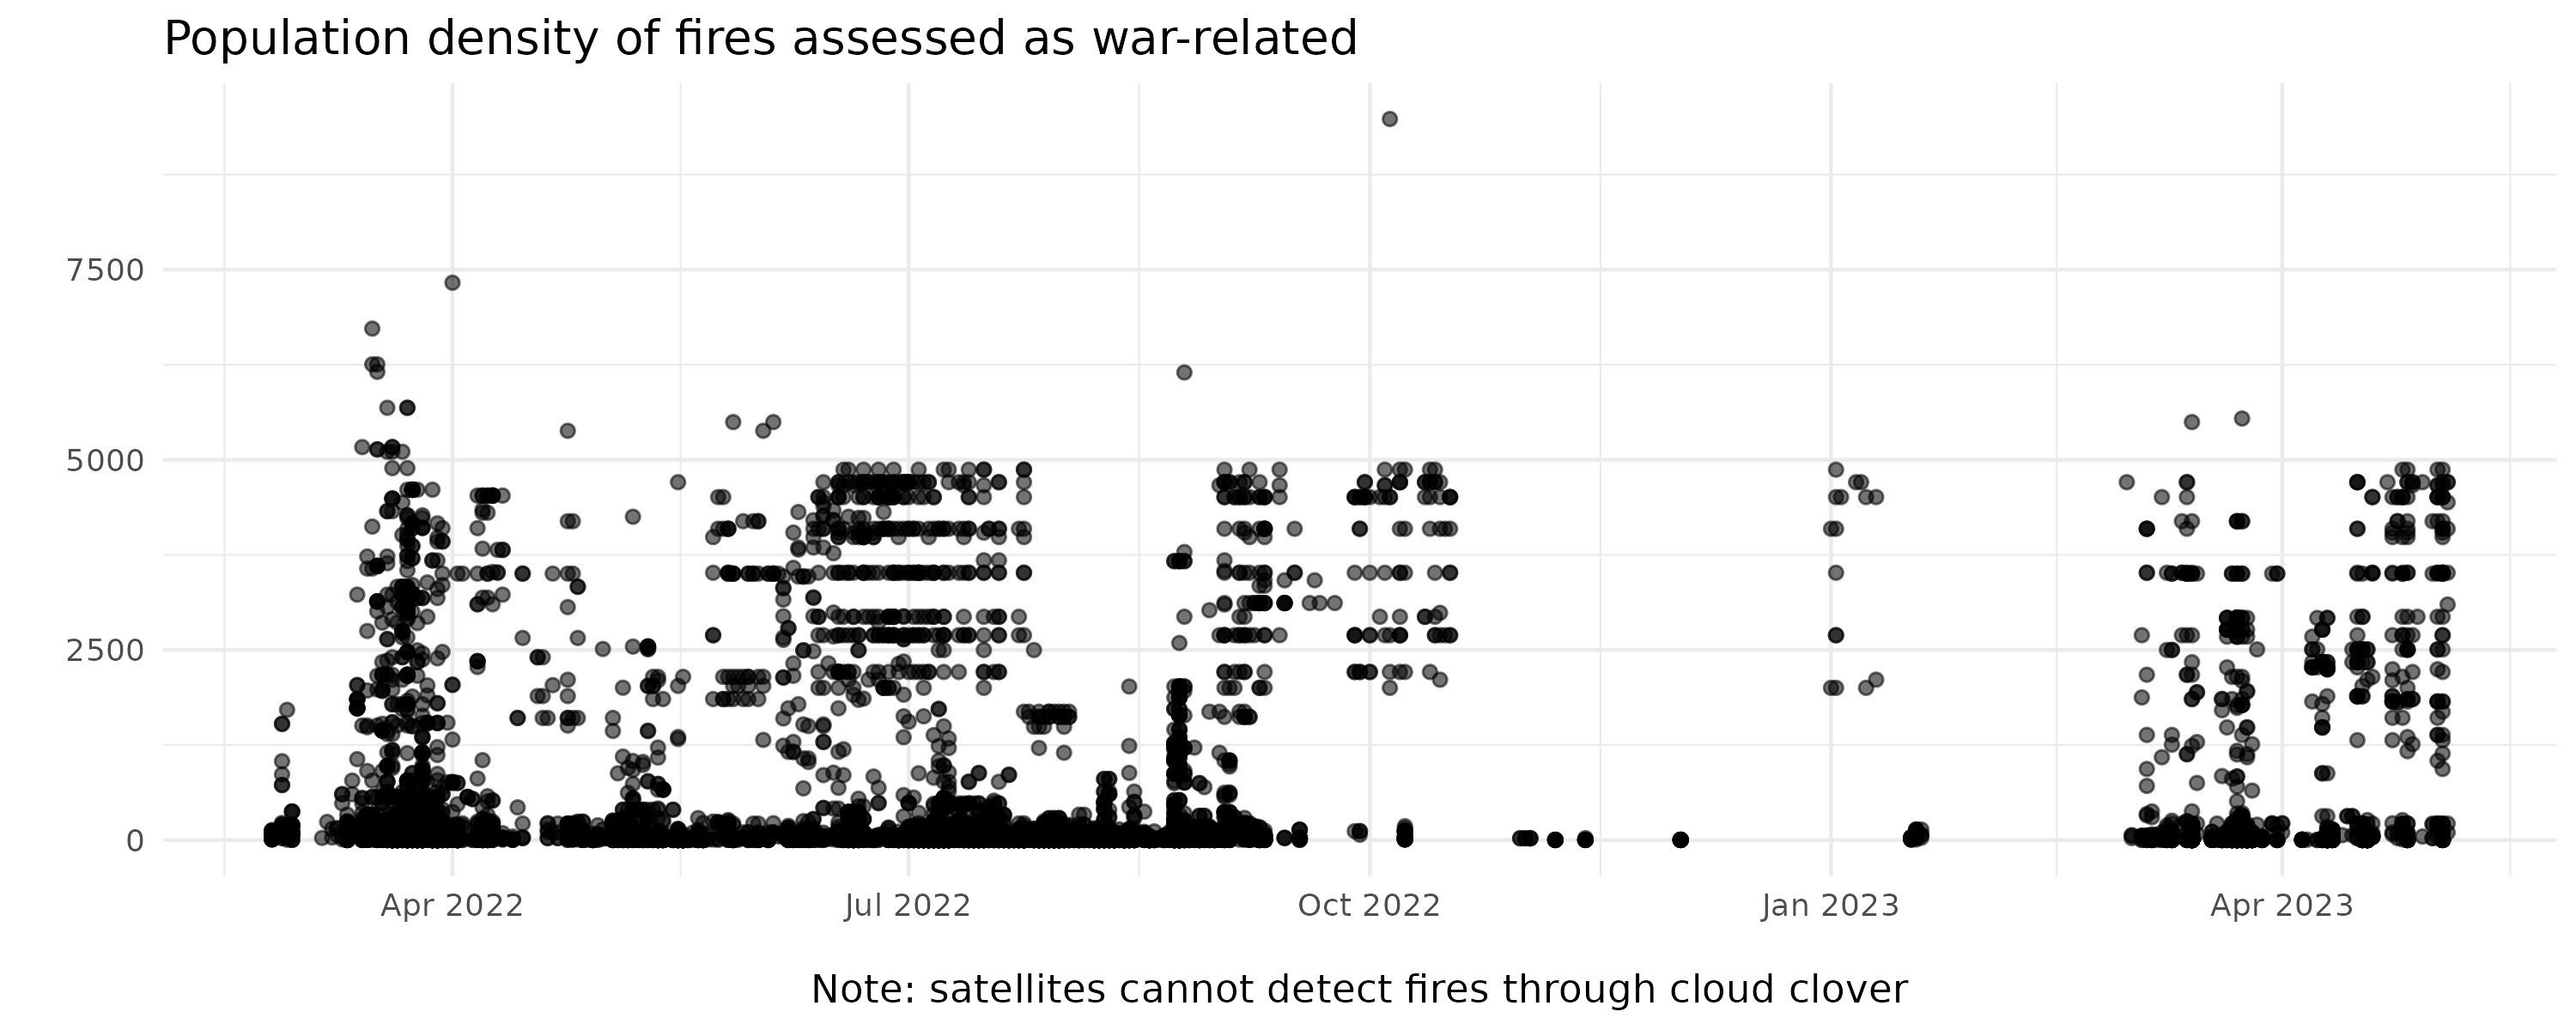 Population density of fires assessed as war-related
7500
5000
2500
0
Apr 2022
Jul 2022
Oct 2022
Jan 2023
Apr 2023
Note: satellites cannot detect fires through cloud clover